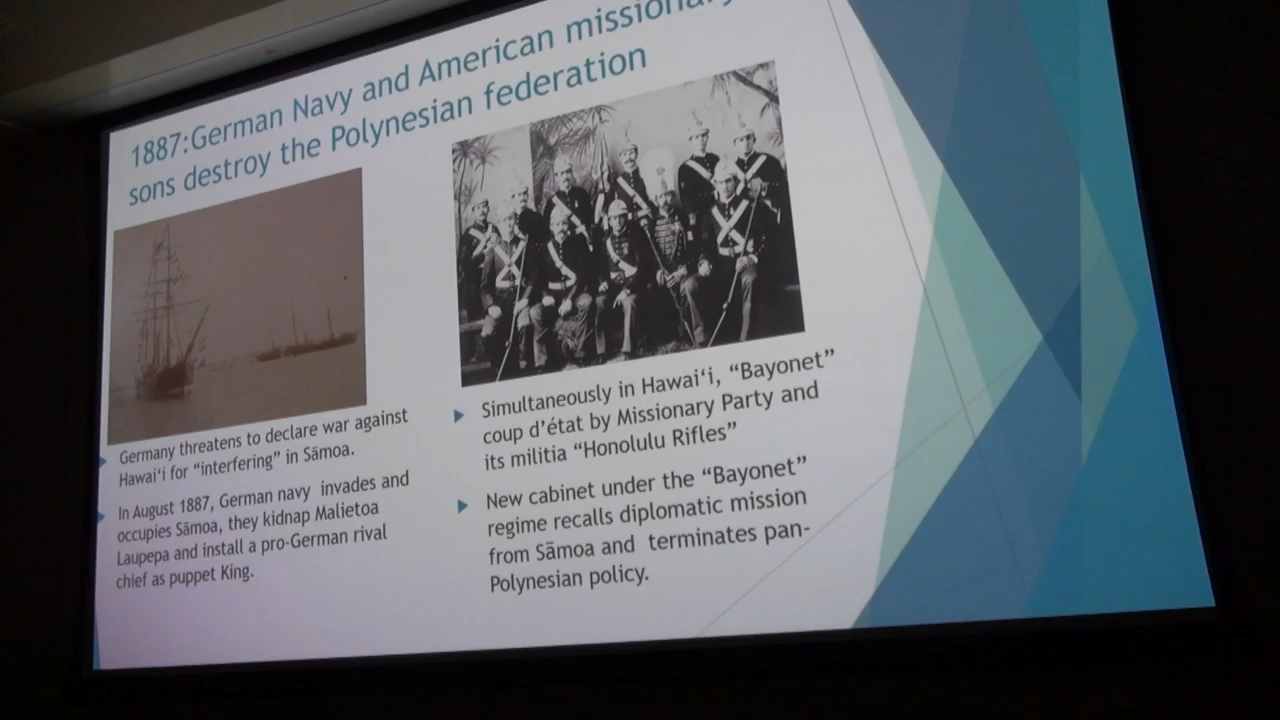 1887:German Navy and American missionary
sons destroy the Polynesian federation
Germany threatens to declare war against
Hawaiʻi for “interfering” in Sāmoa.
In August 1887, German navy invades and
occupies Sāmoa, they kidnap Malietoa
Laupepa and install a pro-German rival
chief as puppet King.
Simultaneously in Hawaiʻi, “Bayonet”
coup d’état by Missionary Party and
its militia “Honolulu Rifles”
New cabinet under the “Bayonet”
regime recalls diplomatic mission
from Sāmoa and terminates pan-
Polynesian policy.